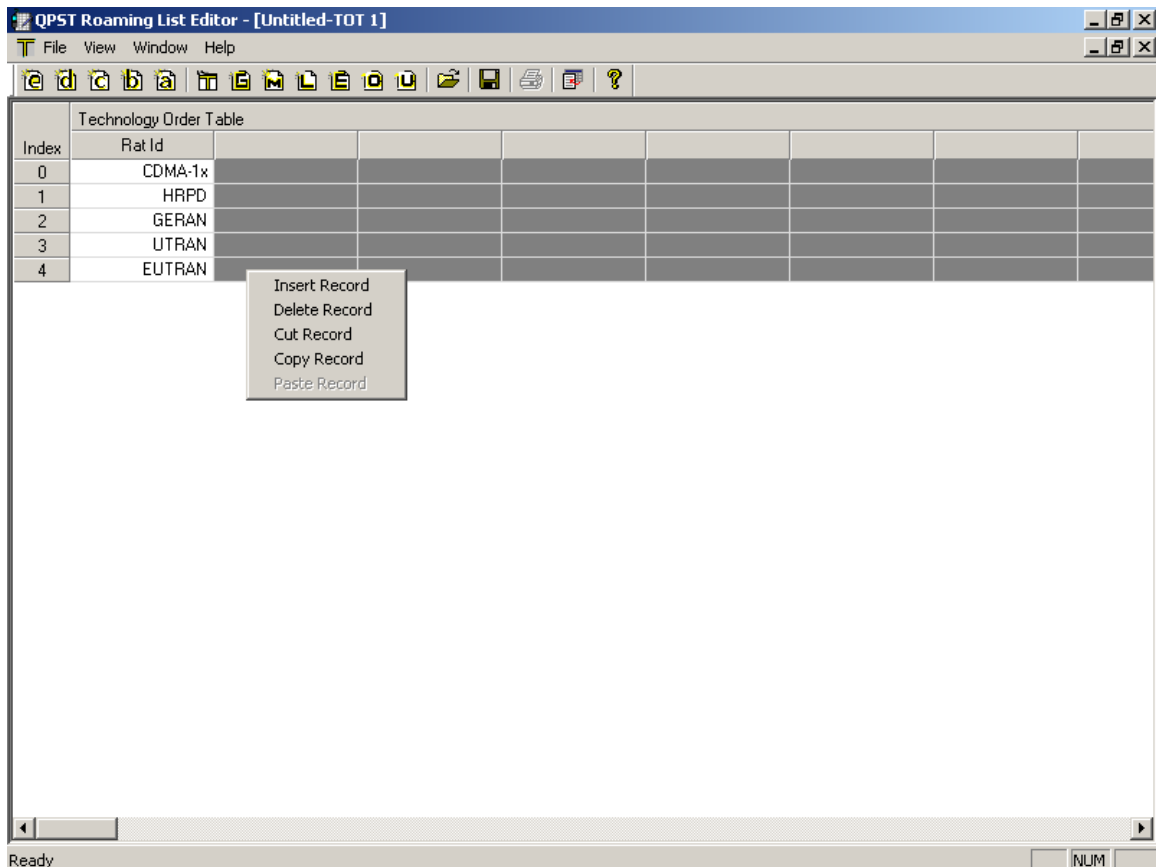 QPST Roaming List Editor - [Untitled-TOT 1]
File View Window Help
e d c b a T G M L E O U
Technology Order Table
Index Rat Id
0 CDMA-1x
1 HRPD
2 GERAN
3 UTRAN
4 EUTRAN
Insert Record
Delete Record
Cut Record
Copy Record
Paste Record
Ready NUM